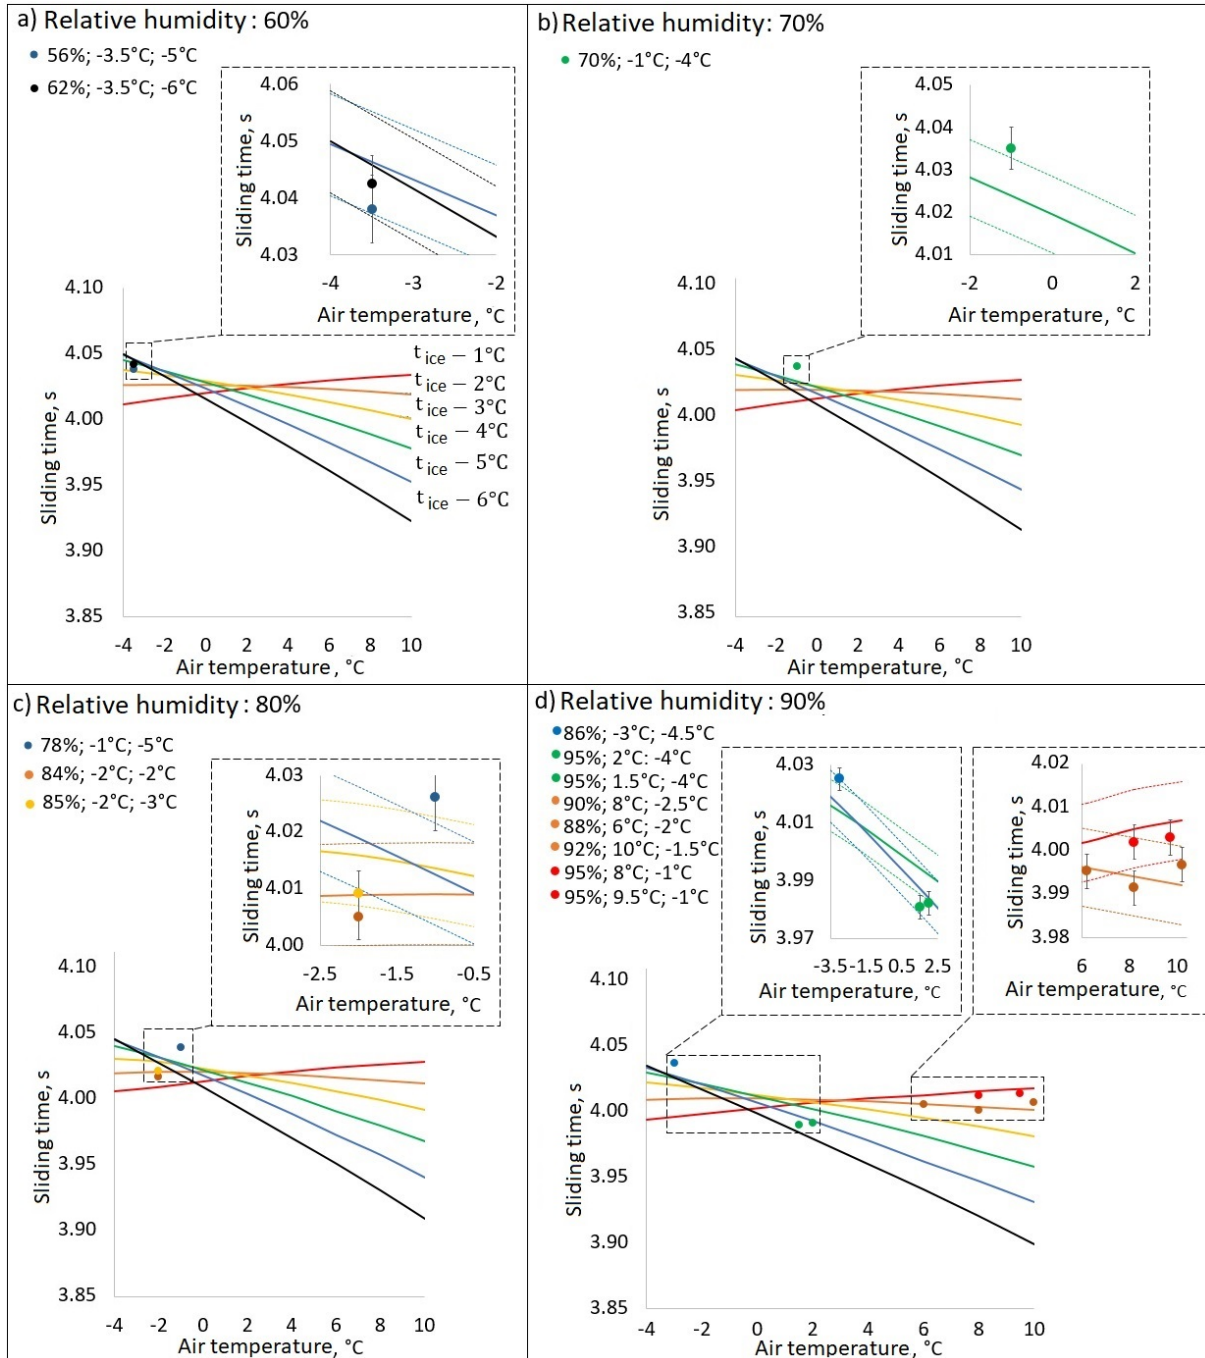 a) Relative humidity: 60%
56%; -3.5°C; -5°C
62%; -3.5°C; -6°C
4.06
4.05
4.04
4.03
Sliding time, s
-4 -3 -2
Air temperature, °C
4.10
4.05
4.00
3.95
3.90
3.85
Sliding time, s
t ice – 1°C
t ice – 2°C
t ice – 3°C
t ice – 4°C
t ice – 5°C
t ice – 6°C
-4 -2 0 2 4 6 8 10
Air temperature, °C
b) Relative humidity: 70%
70%; -1°C; -4°C
4.05
4.04
4.03
4.02
4.01
Sliding time, s
-2 0 2
Air temperature, °C
4.10
4.05
4.00
3.95
3.90
3.85
Sliding time, s
-4 -2 0 2 4 6 8 10
Air temperature, °C
c) Relative humidity: 80%
78%; -1°C; -5°C
84%; -2°C; -2°C
85%; -2°C; -3°C
4.03
4.02
4.01
4.00
Sliding time, s
-2.5 -1.5 -0.5
Air temperature, °C
4.10
4.05
4.00
3.95
3.90
3.85
Sliding time, s
-4 -2 0 2 4 6 8 10
Air temperature, °C
d) Relative humidity: 90%
86%; -3°C; -4.5°C
95%; 2°C; -4°C
95%; 1.5°C; -4°C
90%; 8°C; -2.5°C
88%; 6°C; -2°C
92%; 10°C; -1.5°C
95%; 8°C; -1°C
95%; 9.5°C; -1°C
4.03
4.01
3.99
3.97
Sliding time, s
-3.5 -1.5 0.5 2.5
Air temperature, °C
4.02
4.01
4.00
3.99
3.98
Sliding time, s
6 8 10
Air temperature, °C
4.10
4.05
4.00
3.95
3.90
3.85
Sliding time, s
-4 -2 0 2 4 6 8 10
Air temperature, °C